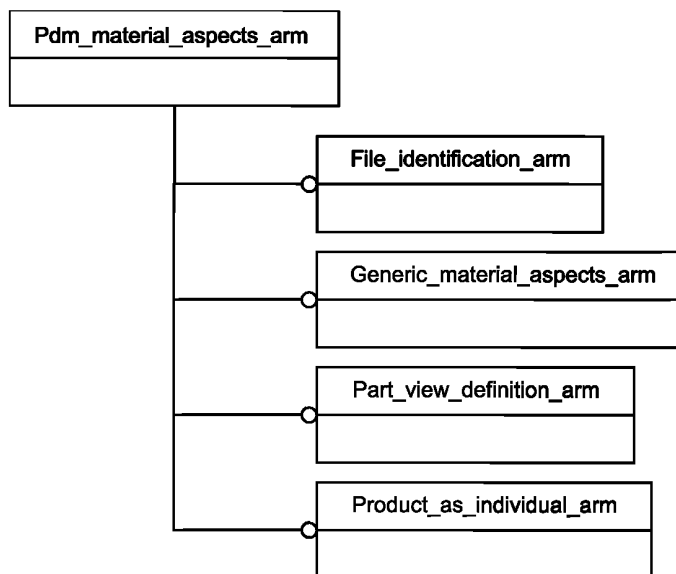 Pdm_material_aspects_arm
File_identification_arm
Generic_material_aspects_arm
Part_view_definition_arm
Product_as_individual_arm